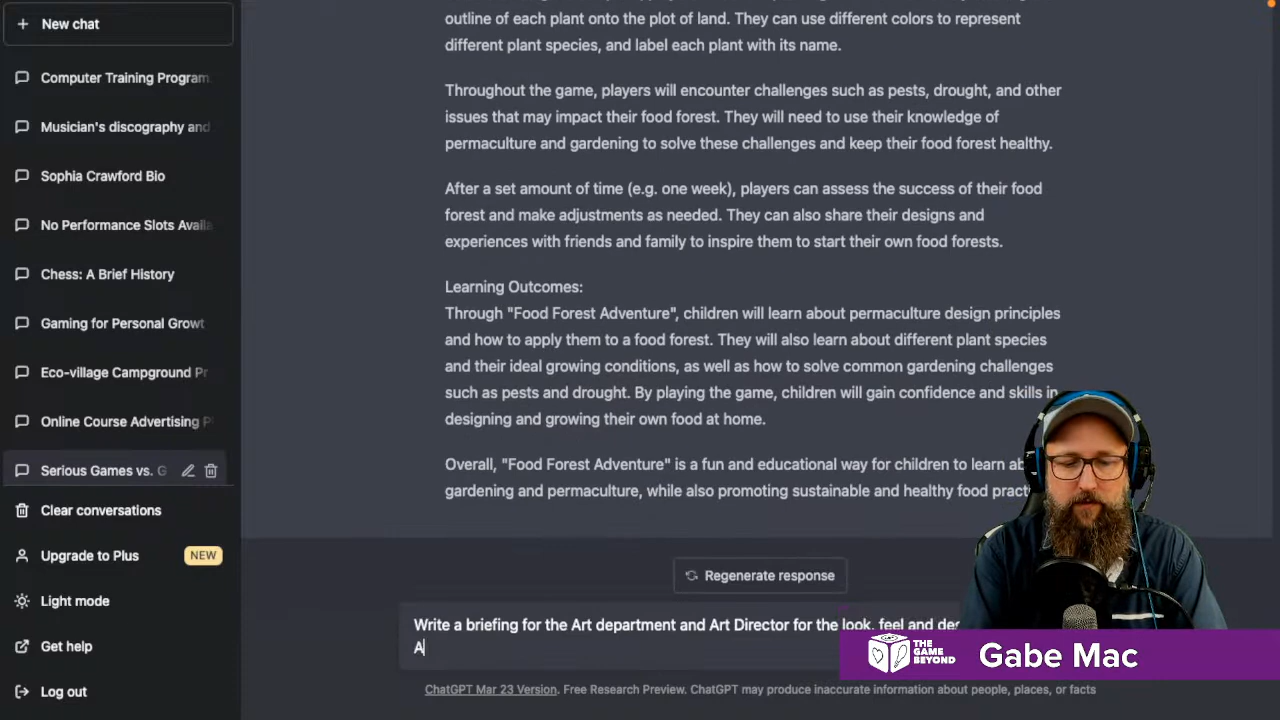 New chat
Computer Training Program
Musician's discography and
Sophia Crawford Bio
No Performance Slots Availa
Chess: A Brief History
Gaming for Personal Growt
Eco-village Campground Pr
Online Course Advertising P
Serious Games vs. G
Clear conversations
Upgrade to Plus NEW
Light mode
Get help
Log out
outline of each plant onto the plot of land. They can use different colors to represent
different plant species, and label each plant with its name.
Throughout the game, players will encounter challenges such as pests, drought, and other
issues that may impact their food forest. They will need to use their knowledge of
permaculture and gardening to solve these challenges and keep their food forest healthy.
After a set amount of time (e.g. one week), players can assess the success of their food
forest and make adjustments as needed. They can also share their designs and
experiences with friends and family to inspire them to start their own food forests.
Learning Outcomes:
Through "Food Forest Adventure", children will learn about permaculture design principles
and how to apply them to a food forest. They will also learn about different plant species
and their ideal growing conditions, as well as how to solve common gardening challenges
such as pests and drought. By playing the game, children will gain confidence and skills in
designing and growing their own food at home.
Overall, "Food Forest Adventure" is a fun and educational way for children to learn ab
gardening and permaculture, while also promoting sustainable and healthy food pract
Regenerate response
Write a briefing for the Art department and Art Director for the look, feel and des
A
THE
GAME
BEYOND
Gabe Mac
ChatGPT Mar 23 Version. Free Research Preview. ChatGPT may produce inaccurate information about people, places, or facts